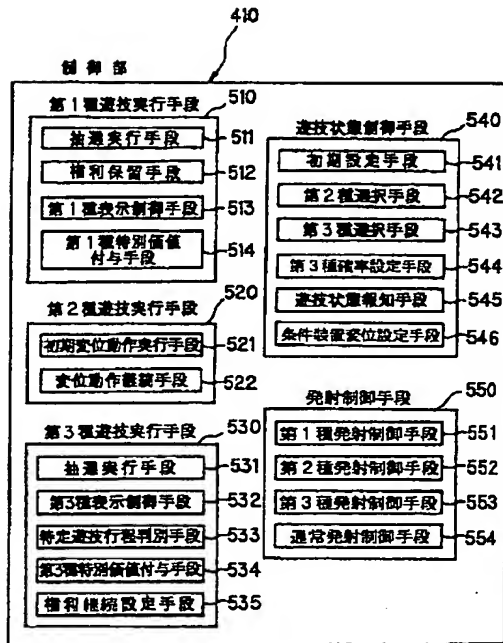 410
制御部
第1種遊技実行手段
510
抽選実行手段
511
権利保留手段
512
第1種表示制御手段
513
第1種特別価値
付与手段
514
第2種遊技実行手段
520
初期変位動作実行手段
521
変位動作継続手段
522
第3種遊技実行手段
530
抽選実行手段
531
第3種表示制御手段
532
特定遊技行程判別手段
533
第3種特別価値付与手段
534
権利継続設定手段
535
遊技状態制御手段
540
初期設定手段
541
第2種選択手段
542
第3種選択手段
543
第3種確率設定手段
544
遊技状態報知手段
545
条件装置変位設定手段
546
発射制御手段
550
第1種発射制御手段
551
第2種発射制御手段
552
第3種発射制御手段
553
通常発射制御手段
554